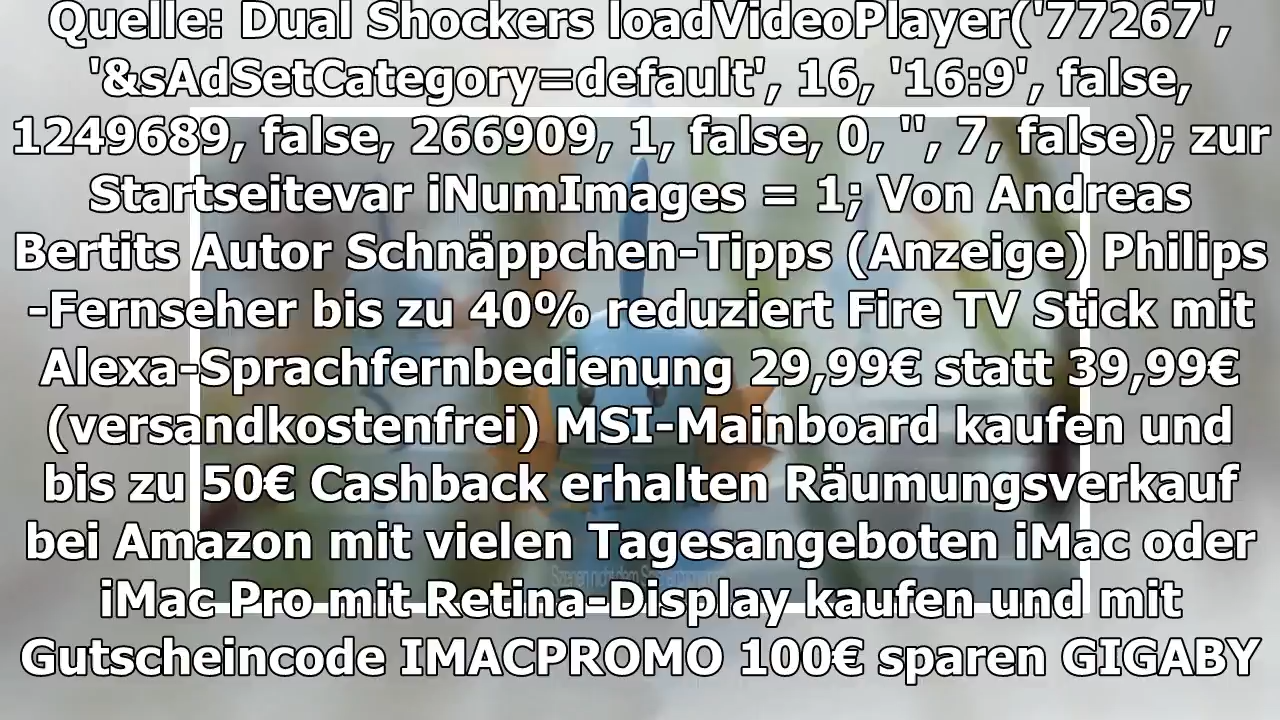 Quelle: Dual Shockers loadVideoPlayer('77267',
'&sAdSetCategory=default', 16, '16:9', false,
1249689, false, 266909, 1, false, 0, '', 7, false); zur
Startseitevar iNumImages = 1; Von Andreas
Bertits Autor Schnäppchen-Tipps (Anzeige) Philips
-Fernseher bis zu 40% reduziert Fire TV Stick mit
Alexa-Sprachfernbedienung 29,99€ statt 39,99€
(versandkostenfrei) MSI-Mainboard kaufen und
bis zu 50€ Cashback erhalten Räumungsverkauf
bei Amazon mit vielen Tagesangeboten iMac oder
iMac Pro mit Retina-Display kaufen und mit
Gutscheincode IMACPROMO 100€ sparen GIGABY